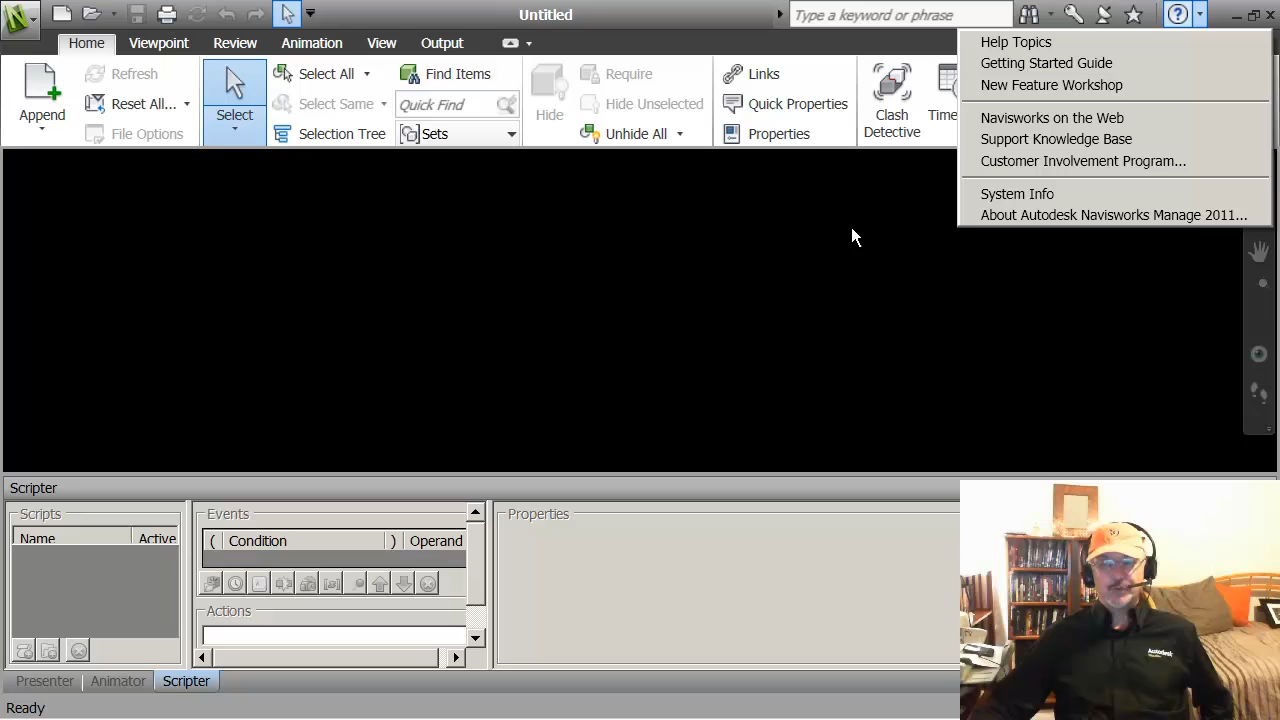 Untitled
Type a keyword or phrase
Home
Viewpoint
Review
Animation
View
Output
Append
Refresh
Reset All...
File Options
Select
Select All
Select Same
Selection Tree
Find Items
Quick Find
Sets
Hide
Require
Hide Unselected
Unhide All
Links
Quick Properties
Properties
Clash
Detective
Time
Help Topics
Getting Started Guide
New Feature Workshop
Navisworks on the Web
Support Knowledge Base
Customer Involvement Program...
System Info
About Autodesk Navisworks Manage 2011...
Scripter
Scripts
Name
Active
Events
( Condition ) Operand
Actions
Properties
Presenter
Animator
Scripter
Ready
Autodesk